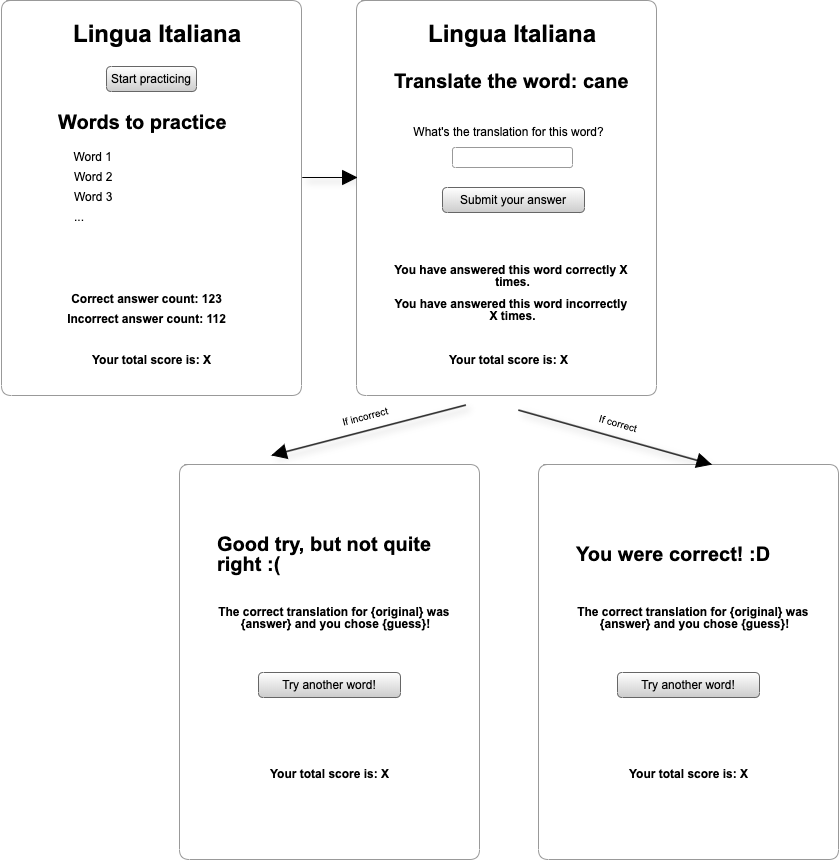 Lingua Italiana
Start practicing
Words to practice
Word 1
Word 2
Word 3
...
Correct answer count: 123
Incorrect answer count: 112
Your total score is: X
Lingua Italiana
Translate the word: cane
What's the translation for this word?
Submit your answer
You have answered this word correctly X
times.
You have answered this word incorrectly
X times.
Your total score is: X
If incorrect
If correct
Good try, but not quite
right :(
The correct translation for {original} was
{answer} and you chose {guess}!
Try another word!
Your total score is: X
You were correct! :D
The correct translation for {original} was
{answer} and you chose {guess}!
Try another word!
Your total score is: X